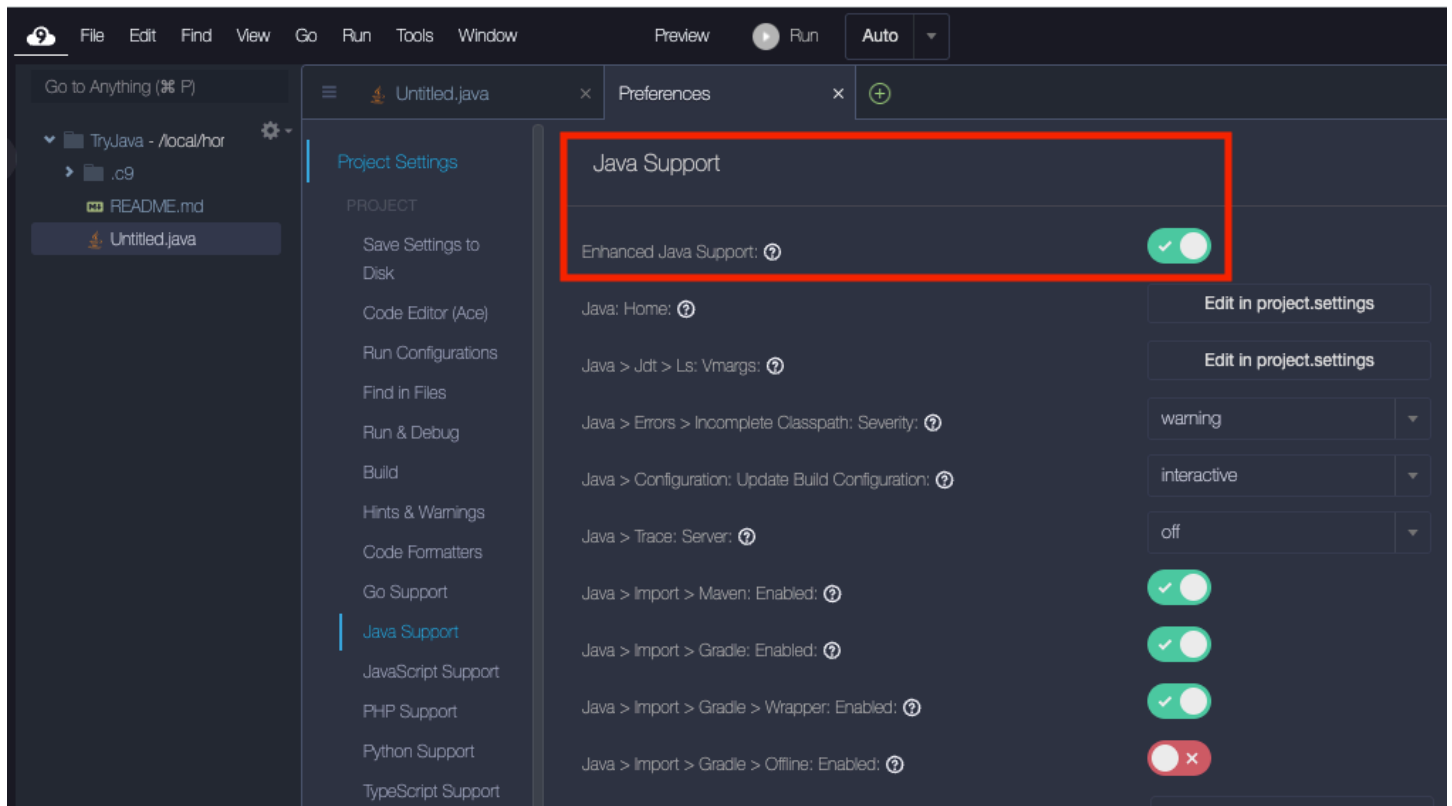 9 File Edit Find View Go Run Tools Window Preview Run Auto
Go to Anything (⌘ P)
TryJava - /local/hor
.c9
README.md
Untitled.java
Untitled.java × Preferences ×
Project Settings
PROJECT
Save Settings to
Disk
Code Editor (Ace)
Run Configurations
Find in Files
Run & Debug
Build
Hints & Warnings
Code Formatters
Go Support
Java Support
JavaScript Support
PHP Support
Python Support
TypeScript Support
Java Support
Enhanced Java Support: ?
Java: Home: ? Edit in project.settings
Java > Jdt > Ls: Vmargs: ? Edit in project.settings
Java > Errors > Incomplete Classpath: Severity: ? warning
Java > Configuration: Update Build Configuration: ? interactive
Java > Trace: Server: ? off
Java > Import > Maven: Enabled: ?
Java > Import > Gradle: Enabled: ?
Java > Import > Gradle > Wrapper: Enabled: ?
Java > Import > Gradle > Offline: Enabled: ?